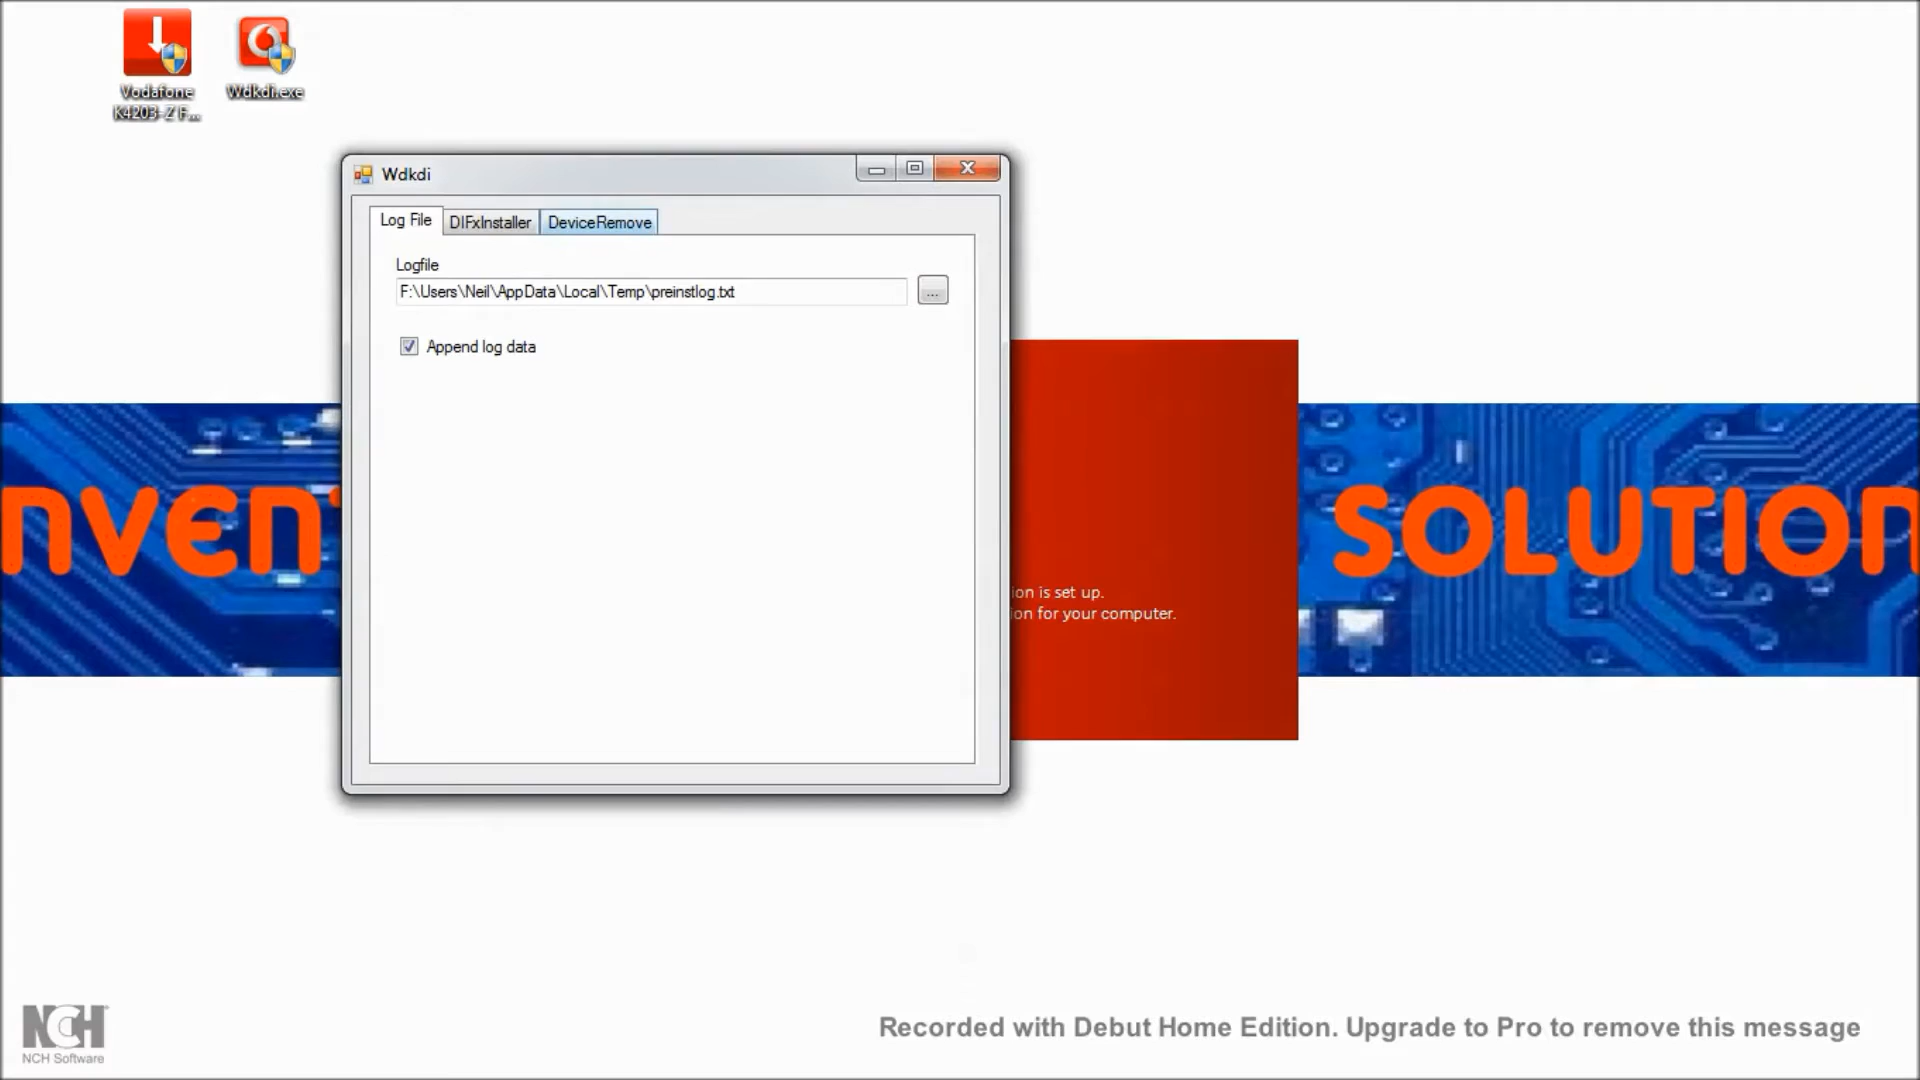 Vodafone
K4203-Z F...
Wdkdi.exe
Wdkdi
Log File
DIFxInstaller
DeviceRemove
Logfile
F:\Users\Neil\AppData\Local\Temp\preinstlog.txt
...
Append log data
NVEN
SOLUTION
ion is set up.
ion for your computer.
NCH
NCH Software
Recorded with Debut Home Edition. Upgrade to Pro to remove this message